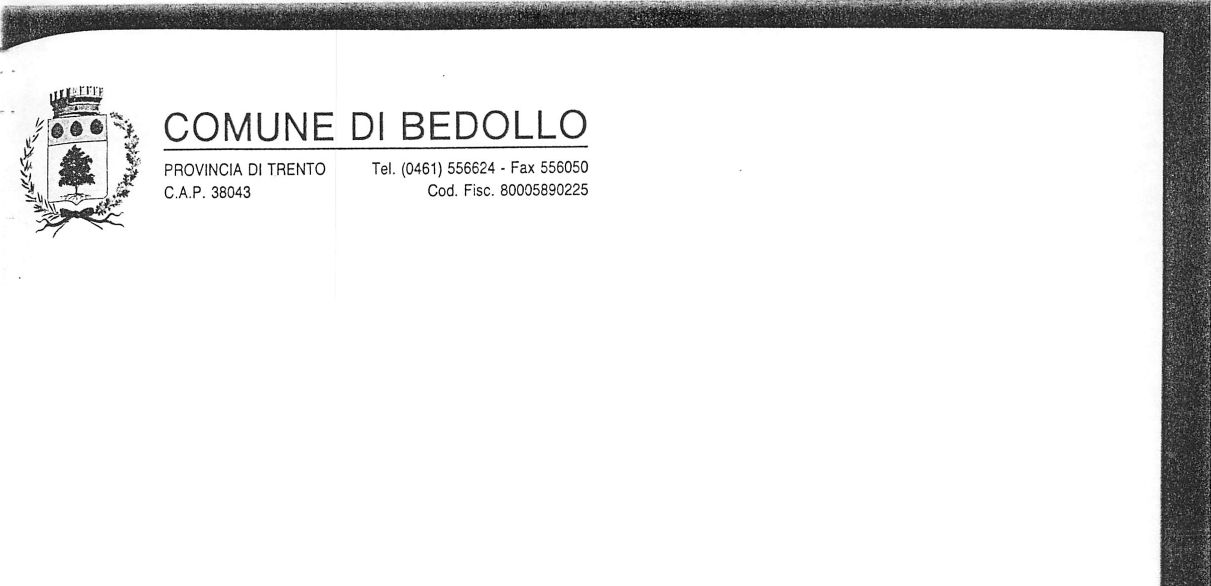 COMUNE DI BEDOLLO
PROVINCIA DI TRENTO Tel. (0461) 556624 - Fax 556050
C.A.P. 38043 Cod. Fisc. 80005890225